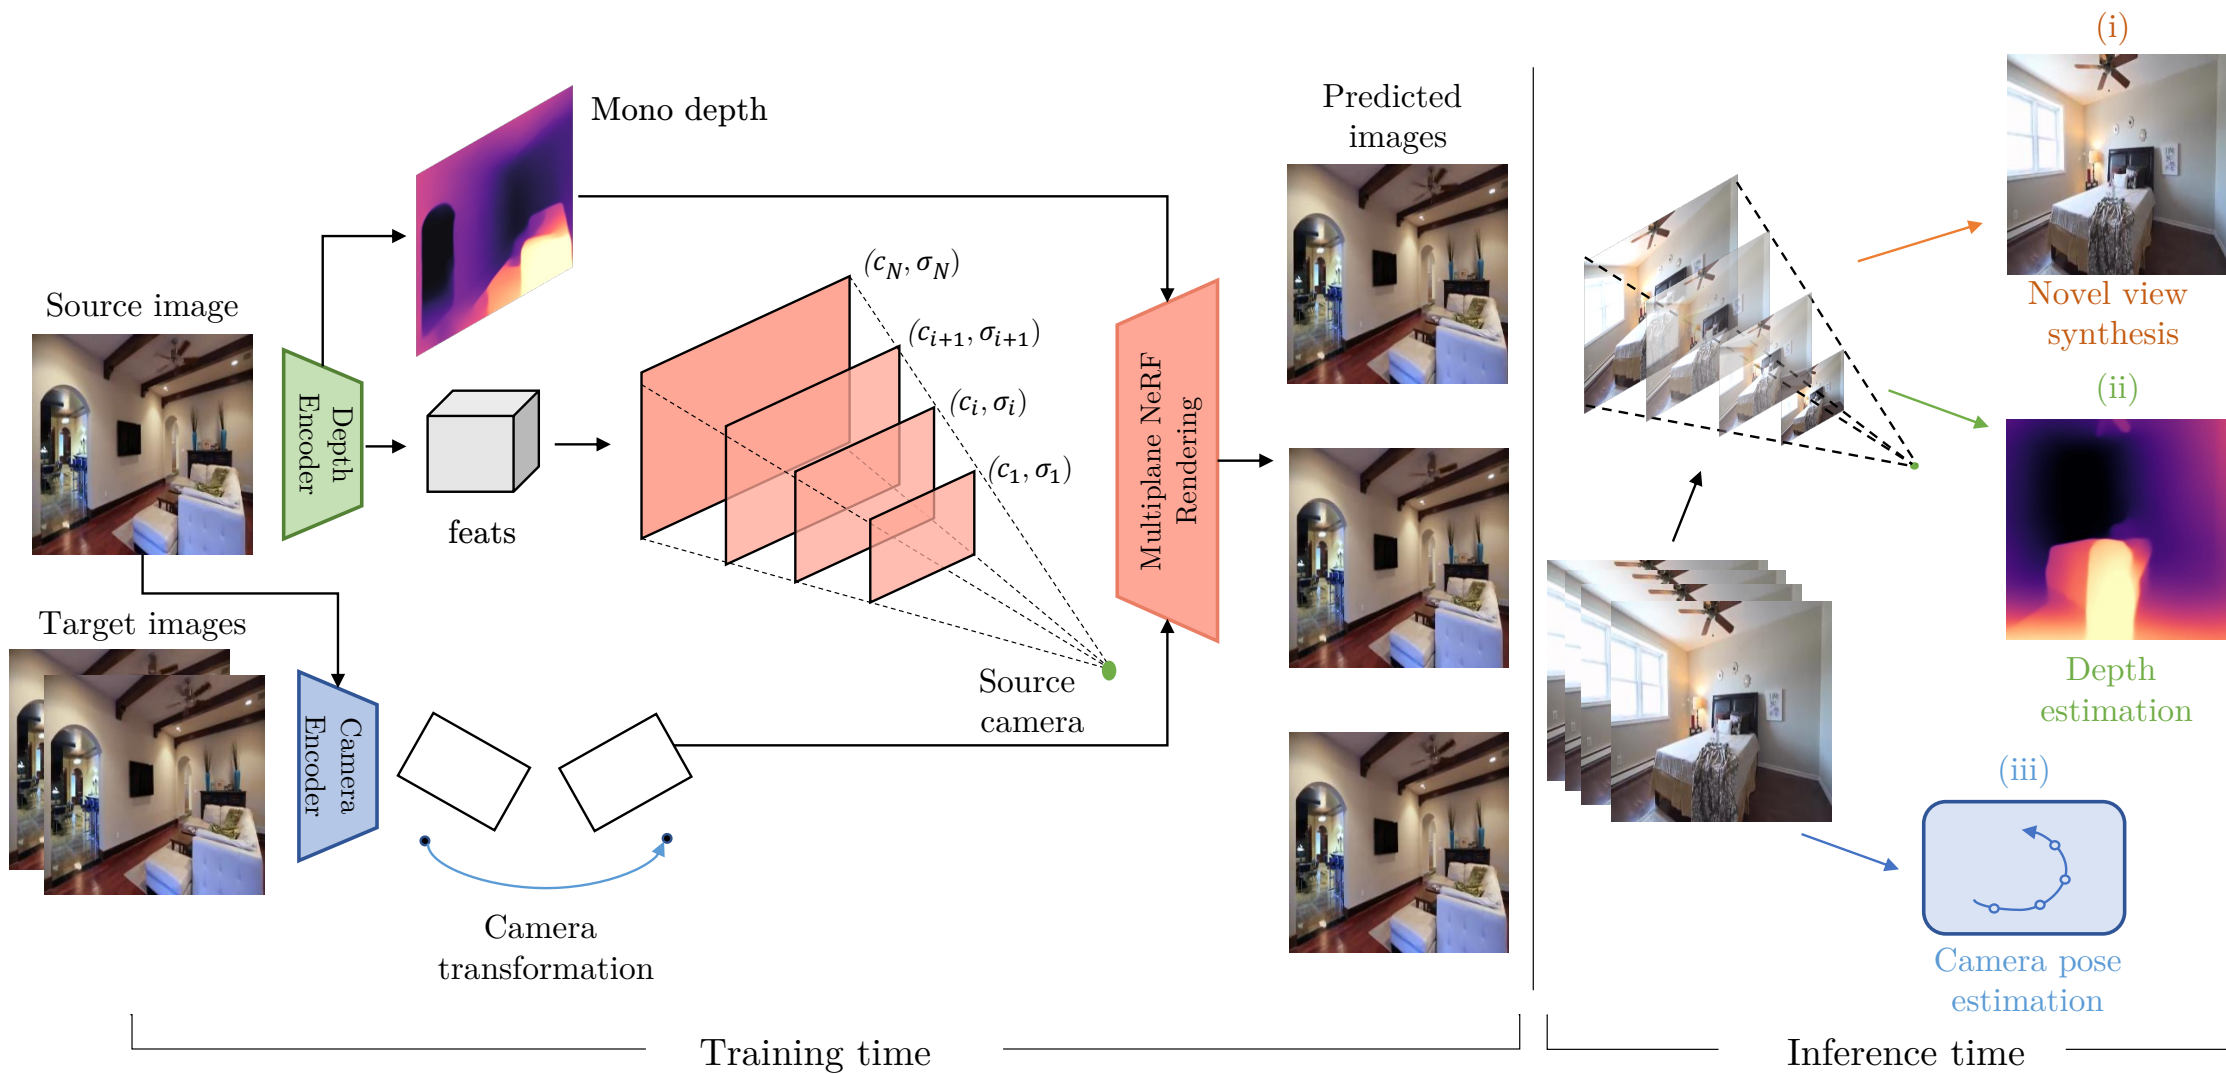 Source image
Target images
Depth
Encoder
Camera
Encoder
Mono depth
feats
(c_N, σ_N)
(c_{i+1}, σ_{i+1})
(c_i, σ_i)
(c_1, σ_1)
Source
camera
Camera
transformation
Multiplane NeRF
Rendering
Predicted
images
Training time
(i)
Novel view
synthesis
(ii)
Depth
estimation
(iii)
Camera pose
estimation
Inference time